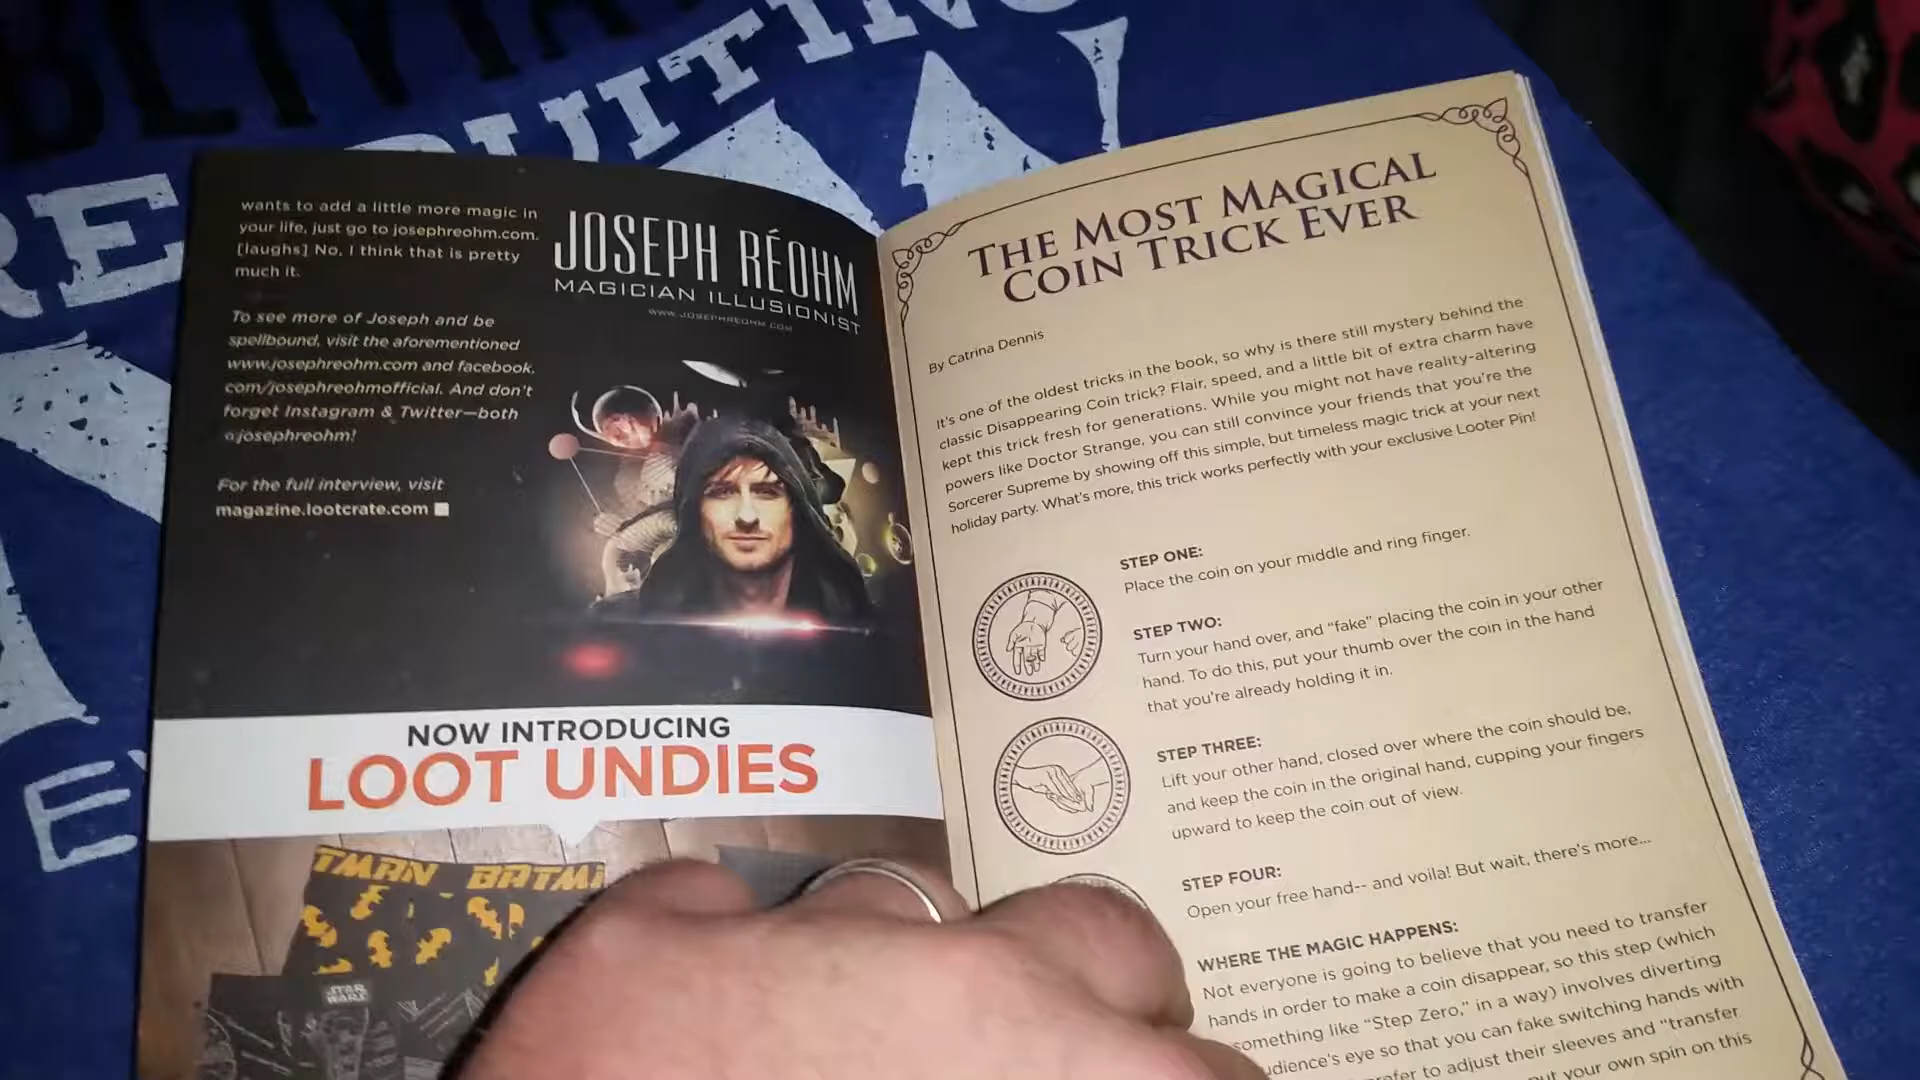 RUITING
RE
wants to add a little more magic in
your life, just go to josephreohm.com.
[laughs] No, I think that is pretty
much it.
To see more of Joseph and be
spellbound, visit the aforementioned
www.josephreohm.com and facebook.
com/josephreohmofficial. And don't
forget Instagram & Twitter—both
@josephreohm!
For the full interview, visit
magazine.lootcrate.com
JOSEPH RÉOHM
MAGICIAN ILLUSIONIST
WWW.JOSEPHREOHM.COM
NOW INTRODUCING
LOOT UNDIES
TMAN BATMA
STAR
WARS
THE MOST MAGICAL
COIN TRICK EVER
By Catrina Dennis
It's one of the oldest tricks in the book, so why is there still mystery behind the
classic Disappearing Coin trick? Flair, speed, and a little bit of extra charm have
kept this trick fresh for generations. While you might not have reality-altering
powers like Doctor Strange, you can still convince your friends that you're the
Sorcerer Supreme by showing off this simple, but timeless magic trick at your next
holiday party. What's more, this trick works perfectly with your exclusive Looter Pin!
STEP ONE:
Place the coin on your middle and ring finger.
STEP TWO:
Turn your hand over, and "fake" placing the coin in your other
hand. To do this, put your thumb over the coin in the hand
that you're already holding it in.
STEP THREE:
Lift your other hand, closed over where the coin should be,
and keep the coin in the original hand, cupping your fingers
upward to keep the coin out of view.
STEP FOUR:
Open your free hand-- and voila! But wait, there's more...
WHERE THE MAGIC HAPPENS:
Not everyone is going to believe that you need to transfer
hands in order to make a coin disappear, so this step (which
something like "Step Zero," in a way) involves diverting
udience's eye so that you can fake switching hands with
refer to adjust their sleeves and "transfer
put your own spin on this